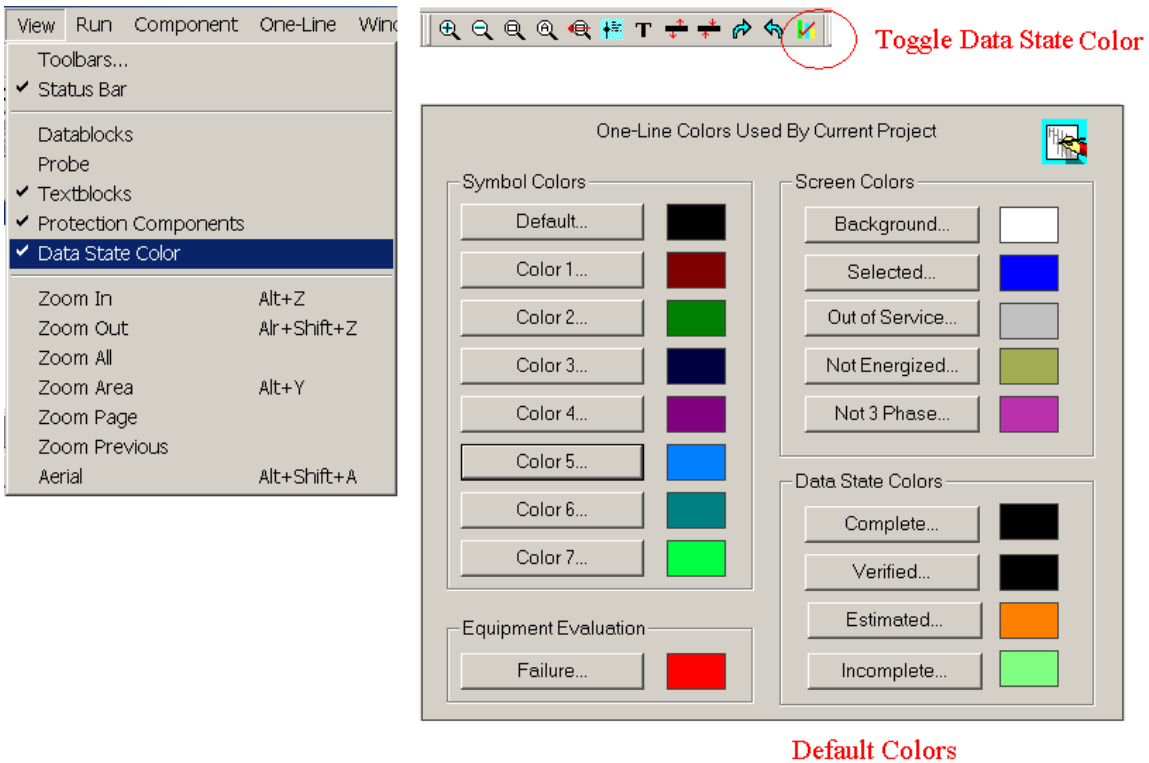 View Run Component One-Line Wind
Toolbars...
Status Bar
Datablocks
Probe
Textblocks
Protection Components
Data State Color
Zoom In Alt+Z
Zoom Out Alr+Shift+Z
Zoom All
Zoom Area Alt+Y
Zoom Page
Zoom Previous
Aerial Alt+Shift+A
T
Toggle Data State Color
One-Line Colors Used By Current Project
Symbol Colors
Default...
Color 1...
Color 2...
Color 3...
Color 4...
Color 5...
Color 6...
Color 7...
Equipment Evaluation
Failure...
Screen Colors
Background...
Selected...
Out of Service...
Not Energized...
Not 3 Phase...
Data State Colors
Complete...
Verified...
Estimated...
Incomplete...
Default Colors